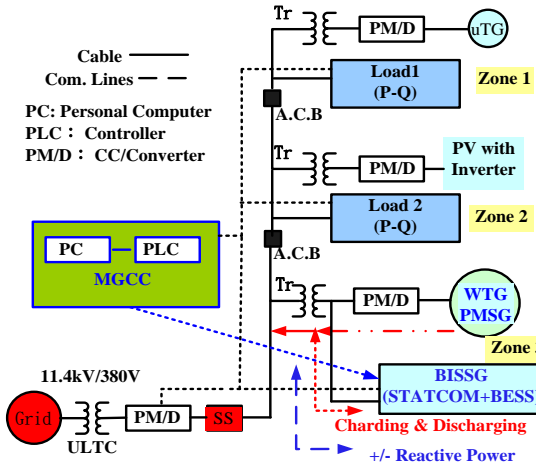 Tr
PM/D
uTG
Cable
Com. Lines
Load1
(P-Q)
Zone 1
PC: Personal Computer
PLC : Controller
PM/D : CC/Converter
A.C.B
Tr
PM/D
PV with
Inverter
Load 2
(P-Q)
Zone 2
PC
PLC
MGCC
A.C.B
Tr
PM/D
WTG
PMSG
Zone
11.4kV/380V
BISSG
(STATCOM+BESS)
Grid
PM/D
SS
ULTC
Charding & Discharging
+/- Reactive Power